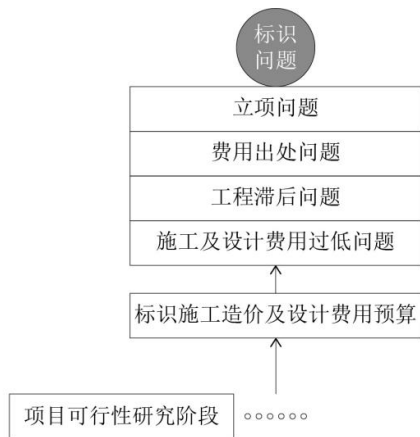 标识
问题
立项问题
费用出处问题
工程滞后问题
施工及设计费用过低问题
标识施工造价及设计费用预算
项目可行性研究阶段 。。。。。。